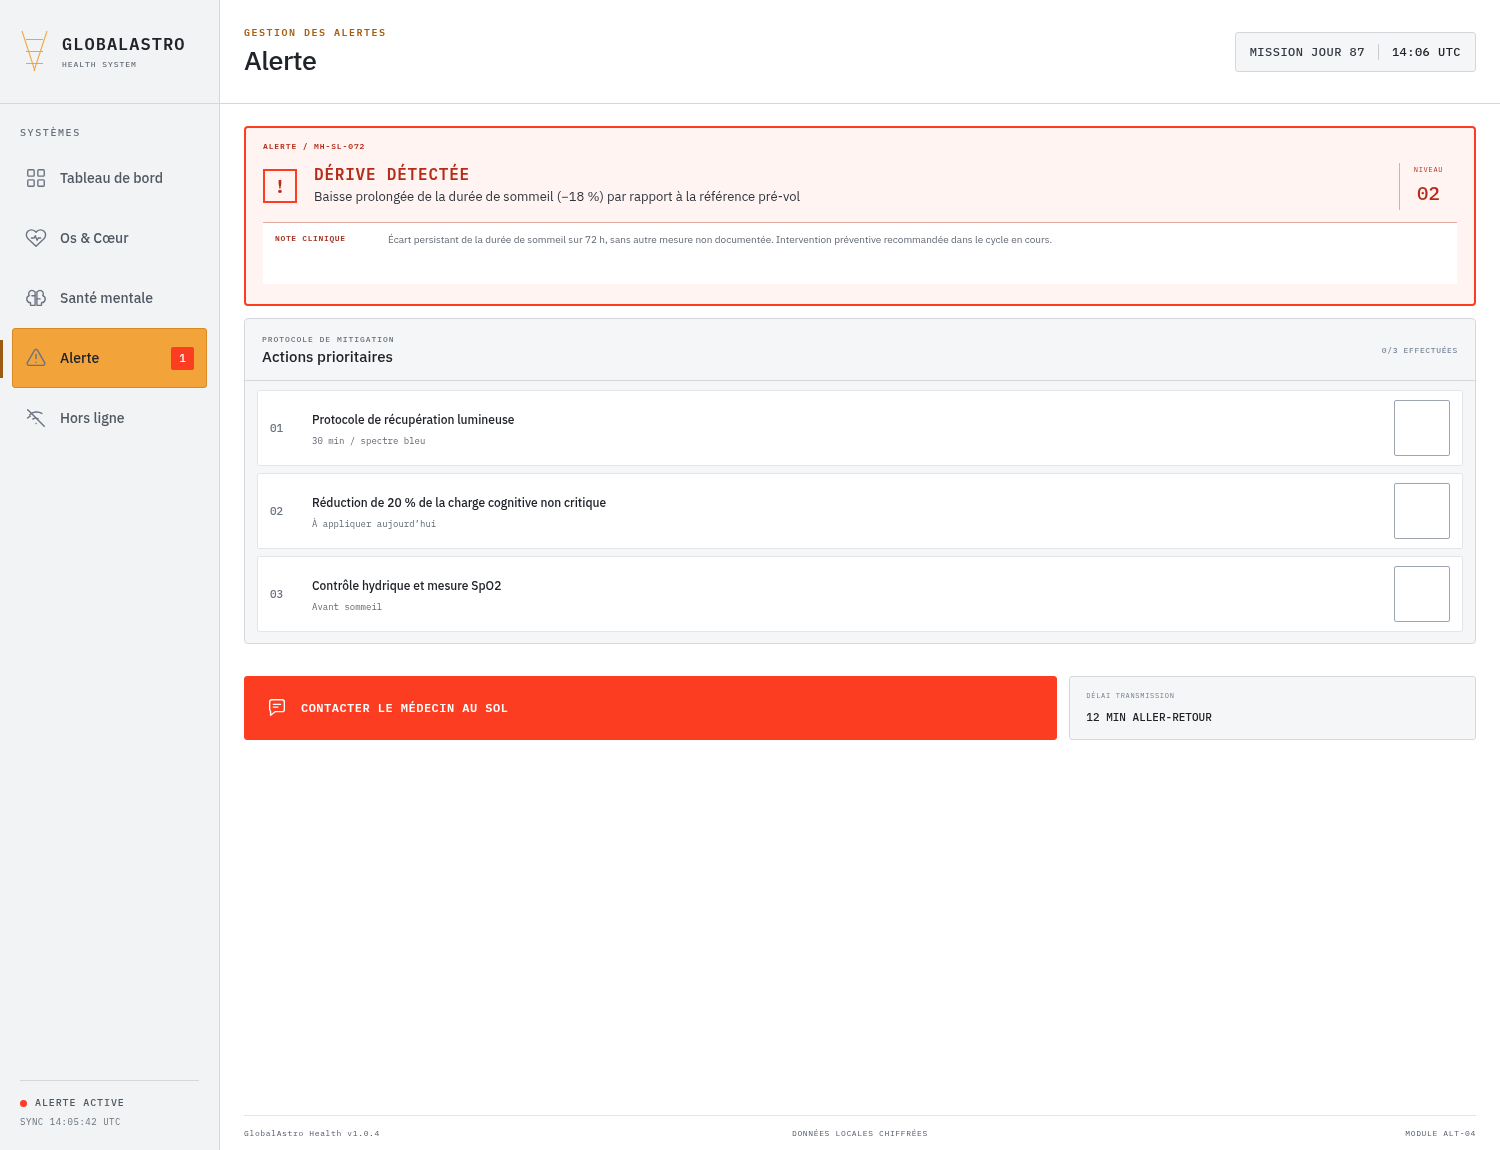 GLOBALASTRO
HEALTH SYSTEM
SYSTÈMES
Tableau de bord
Os & Cœur
Santé mentale
Alerte
1
Hors ligne
ALERTE ACTIVE
SYNC 14:05:42 UTC
GESTION DES ALERTES
Alerte
MISSION JOUR 87
14:06 UTC
ALERTE / MH-SL-072
!
DÉRIVE DÉTECTÉE
Baisse prolongée de la durée de sommeil (−18 %) par rapport à la référence pré-vol
NIVEAU
02
NOTE CLINIQUE
Écart persistant de la durée de sommeil sur 72 h, sans autre mesure non documentée. Intervention préventive recommandée dans le cycle en cours.
PROTOCOLE DE MITIGATION
Actions prioritaires
0/3 EFFECTUÉES
01
Protocole de récupération lumineuse
30 min / spectre bleu
02
Réduction de 20 % de la charge cognitive non critique
À appliquer aujourd’hui
03
Contrôle hydrique et mesure SpO2
Avant sommeil
CONTACTER LE MÉDECIN AU SOL
DÉLAI TRANSMISSION
12 MIN ALLER-RETOUR
GlobalAstro Health v1.0.4
DONNÉES LOCALES CHIFFRÉES
MODULE ALT-04